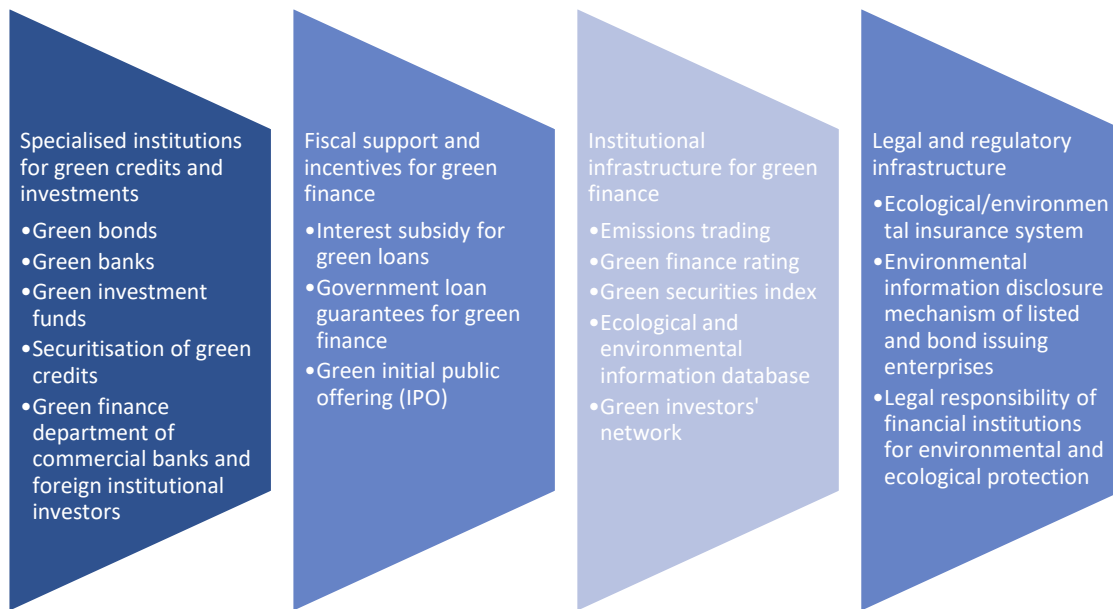 Specialised institutions
for green credits and
investments
•Green bonds
•Green banks
•Green investment
funds
•Securitisation of green
credits
•Green finance
department of
commercial banks and
foreign institutional
investors
Fiscal support and
incentives for green
finance
•Interest subsidy for
green loans
•Government loan
guarantees for green
finance
•Green initial public
offering (IPO)
Institutional
infrastructure for green
finance
•Emissions trading
•Green finance rating
•Green securities index
•Ecological and
environmental
information database
•Green investors'
network
Legal and regulatory
infrastructure
•Ecological/environmen
tal insurance system
•Environmental
information disclosure
mechanism of listed
and bond issuing
enterprises
•Legal responsibility of
financial institutions
for environmental and
ecological protection